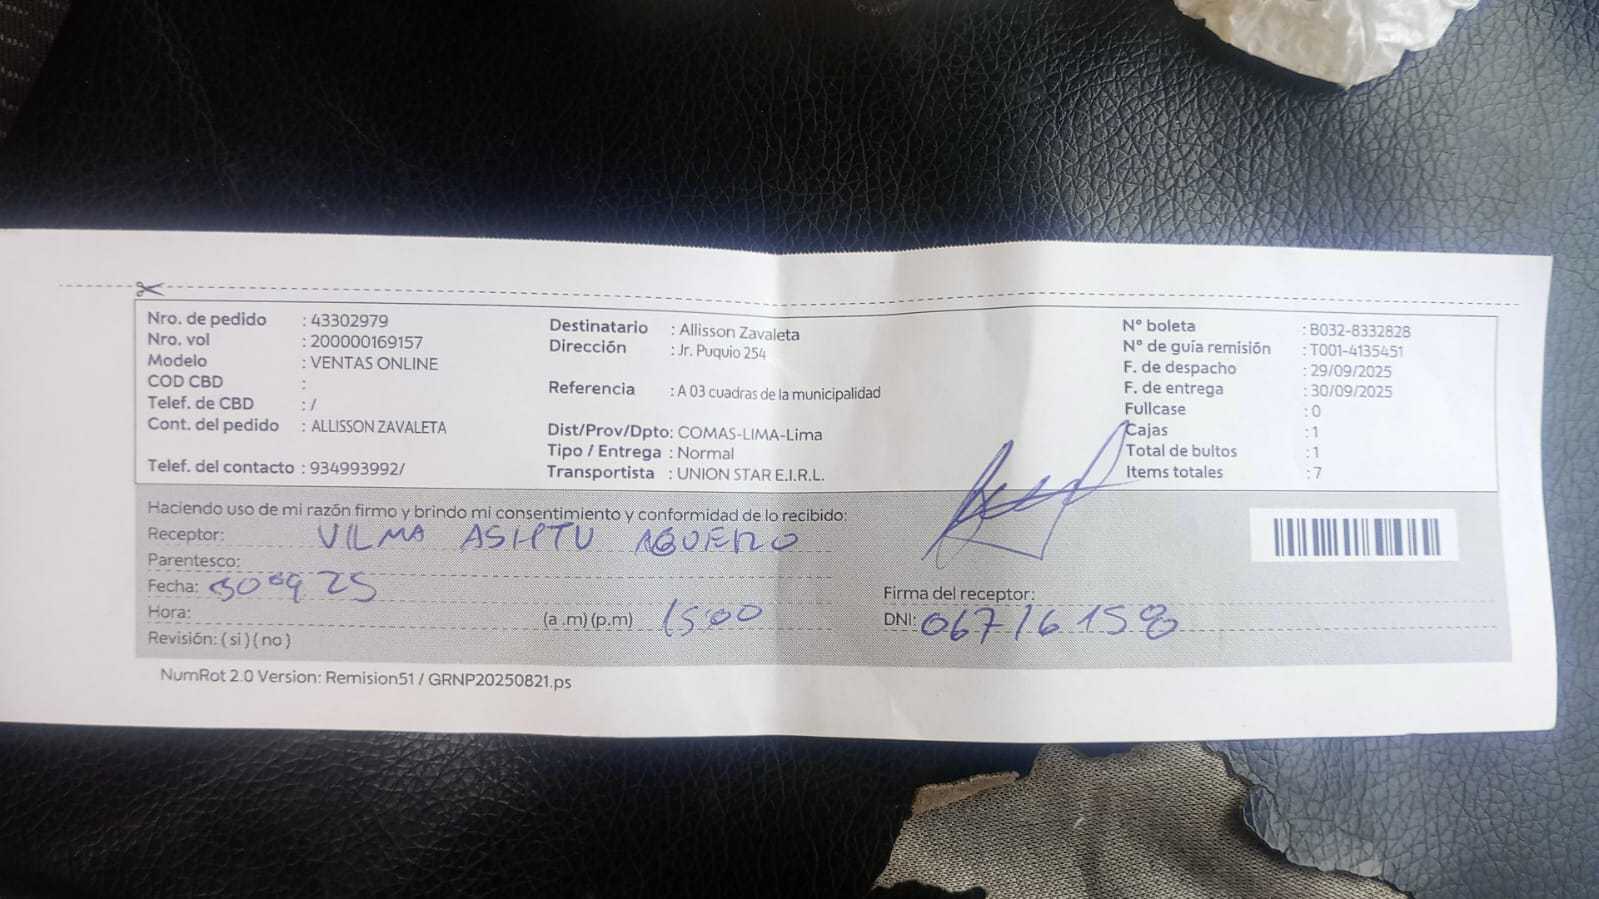 Nro. de pedido : 43302979
Nro. vol : 200000169157
Modelo : VENTAS ONLINE
COD CBD :
Telef. de CBD : /
Cont. del pedido : ALLISSON ZAVALETA
Telef. del contacto : 934993992/
Destinatario : Allisson Zavaleta
Dirección : Jr. Puquio 254
Referencia : A 03 cuadras de la municipalidad
Dist/Prov/Dpto: COMAS-LIMA-Lima
Tipo / Entrega : Normal
Transportista : UNION STAR E.I.R.L.
N° boleta : B032-8332828
N° de guía remisión : T001-4135451
F. de despacho : 29/09/2025
F. de entrega : 30/09/2025
Fullcase : 0
Cajas : 1
Total de bultos : 1
Items totales : 7
Haciendo uso de mi razón firmo y brindo mi consentimiento y conformidad de lo recibido:
Receptor: VILMA AGUERO
Parentesco:
Fecha: 30 09 25
Hora: (a .m) (p.m) 15 00
Revisión: ( si ) ( no )
Firma del receptor:
DNI: 06716158
NumRot 2.0 Version: Remision51 / GRNP20250821.ps